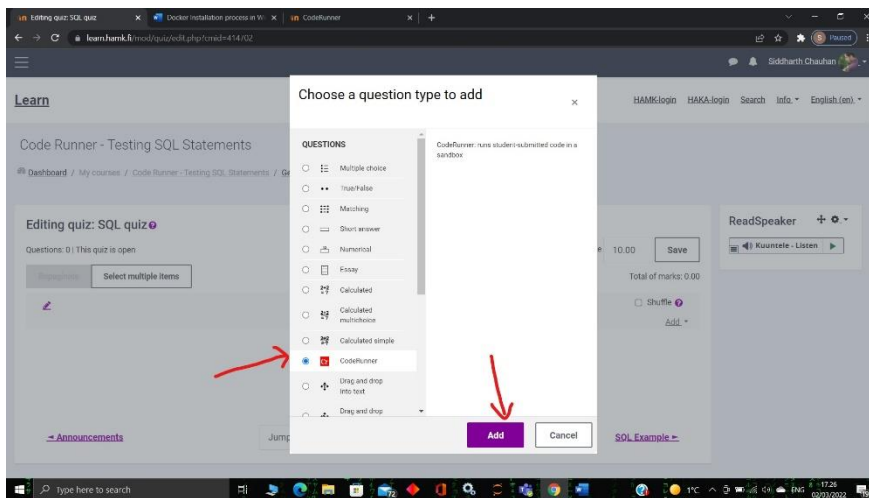 Editing quiz: SQL quiz
Docker installation process in Wi
CodeRunner
learn.hamk.fi/mod/quiz/edit.php?cmid=414702
Paused
Siddharth Chauhan
Learn
HAMK-login HAKA-login Search Info English (en)
Code Runner - Testing SQL Statements
Dashboard / My courses / Code Runner - Testing SQL Statements / Ge
Editing quiz: SQL quiz
Questions: 0 | This quiz is open
Repaginate Select multiple items
10.00 Save
Total of marks: 0.00
Shuffle
Add
ReadSpeaker
Kuuntele - Listen
Choose a question type to add
QUESTIONS
Multiple choice
True/False
Matching
Short answer
Numerical
Essay
Calculated
Calculated
multichoice
Calculated simple
CodeRunner
Drag and drop
into text
Drag and drop
CodeRunner: runs student-submitted code in a
sandbox
Add Cancel
Announcements
Jump
SQL Example
Type here to search
72
1°C
ENG
17.26
02/03/2022